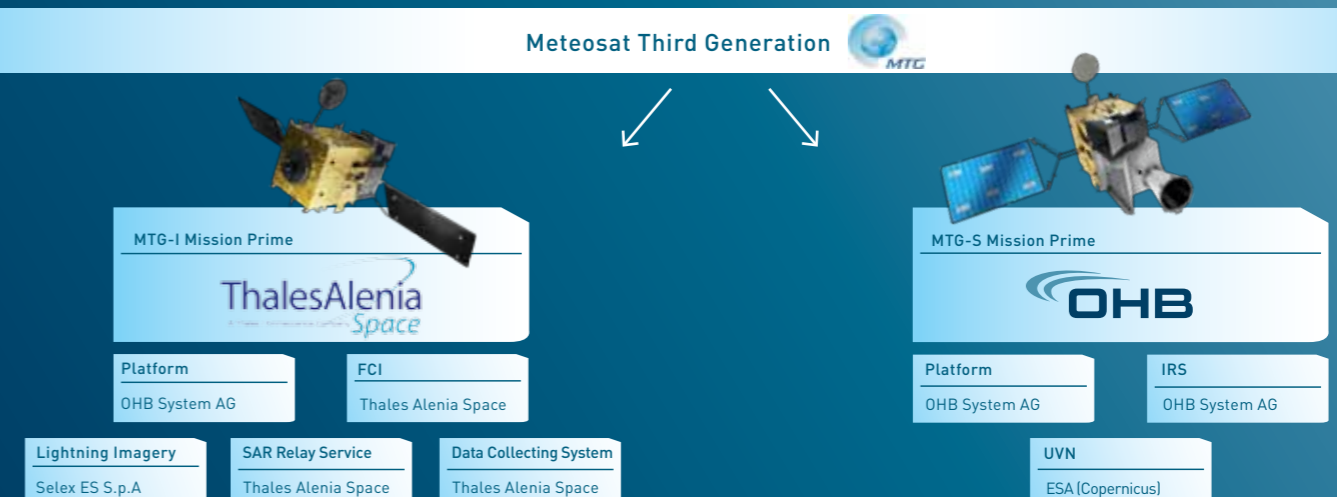 Meteosat Third Generation
MTG
MTG-I Mission Prime
ThalesAlenia
Space
Platform
OHB System AG
FCI
Thales Alenia Space
Lightning Imagery
Selex ES S.p.A
SAR Relay Service
Thales Alenia Space
Data Collecting System
Thales Alenia Space
MTG-S Mission Prime
OHB
Platform
OHB System AG
IRS
OHB System AG
UVN
ESA (Copernicus)